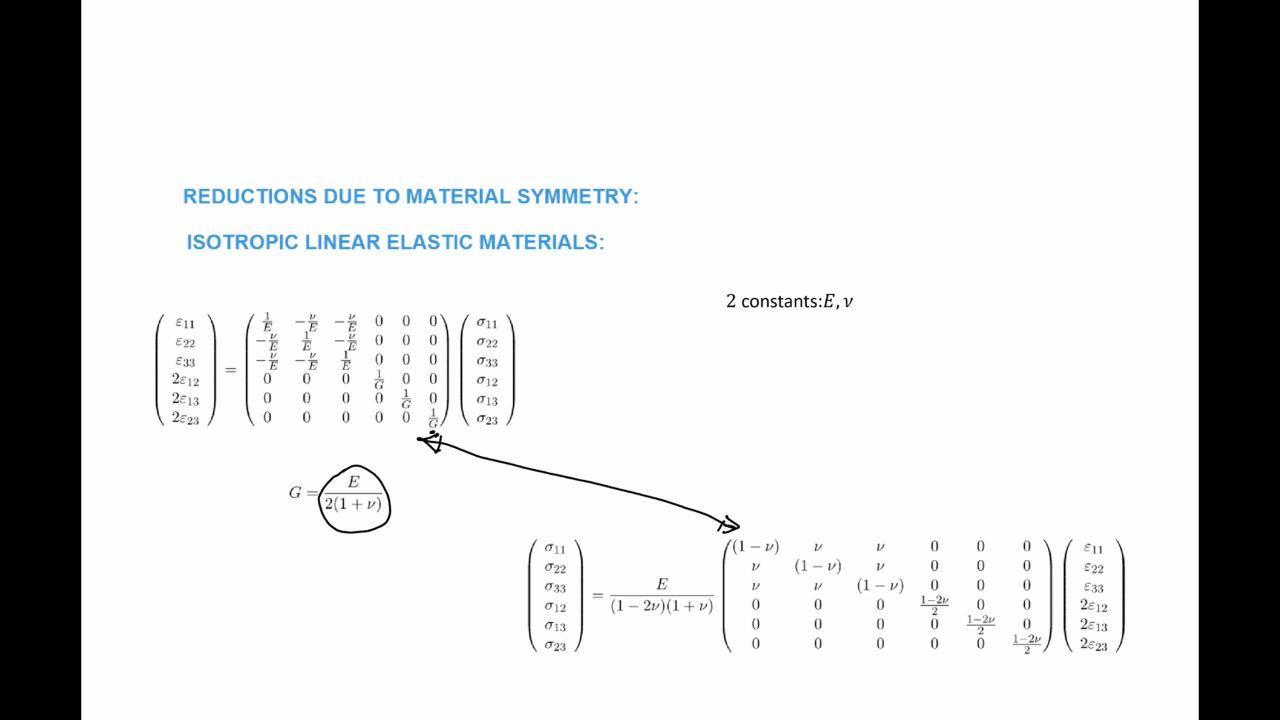 REDUCTIONS DUE TO MATERIAL SYMMETRY:
ISOTROPIC LINEAR ELASTIC MATERIALS:
2 constants:E, ν
ε11 1/E −ν/E −ν/E 0 0 0 σ11
ε22 −ν/E 1/E −ν/E 0 0 0 σ22
ε33 = −ν/E −ν/E 1/E 0 0 0 σ33
2ε12 0 0 0 1/G 0 0 σ12
2ε13 0 0 0 0 1/G 0 σ13
2ε23 0 0 0 0 0 1/G σ23
G = E/2(1 + ν)
σ11 (1 − ν) ν ν 0 0 0 ε11
σ22 ν (1 − ν) ν 0 0 0 ε22
σ33 = E/(1 − 2ν)(1 + ν) ν ν (1 − ν) 0 0 0 ε33
σ12 0 0 0 1−2ν/2 0 0 2ε12
σ13 0 0 0 0 1−2ν/2 0 2ε13
σ23 0 0 0 0 0 1−2ν/2 2ε23